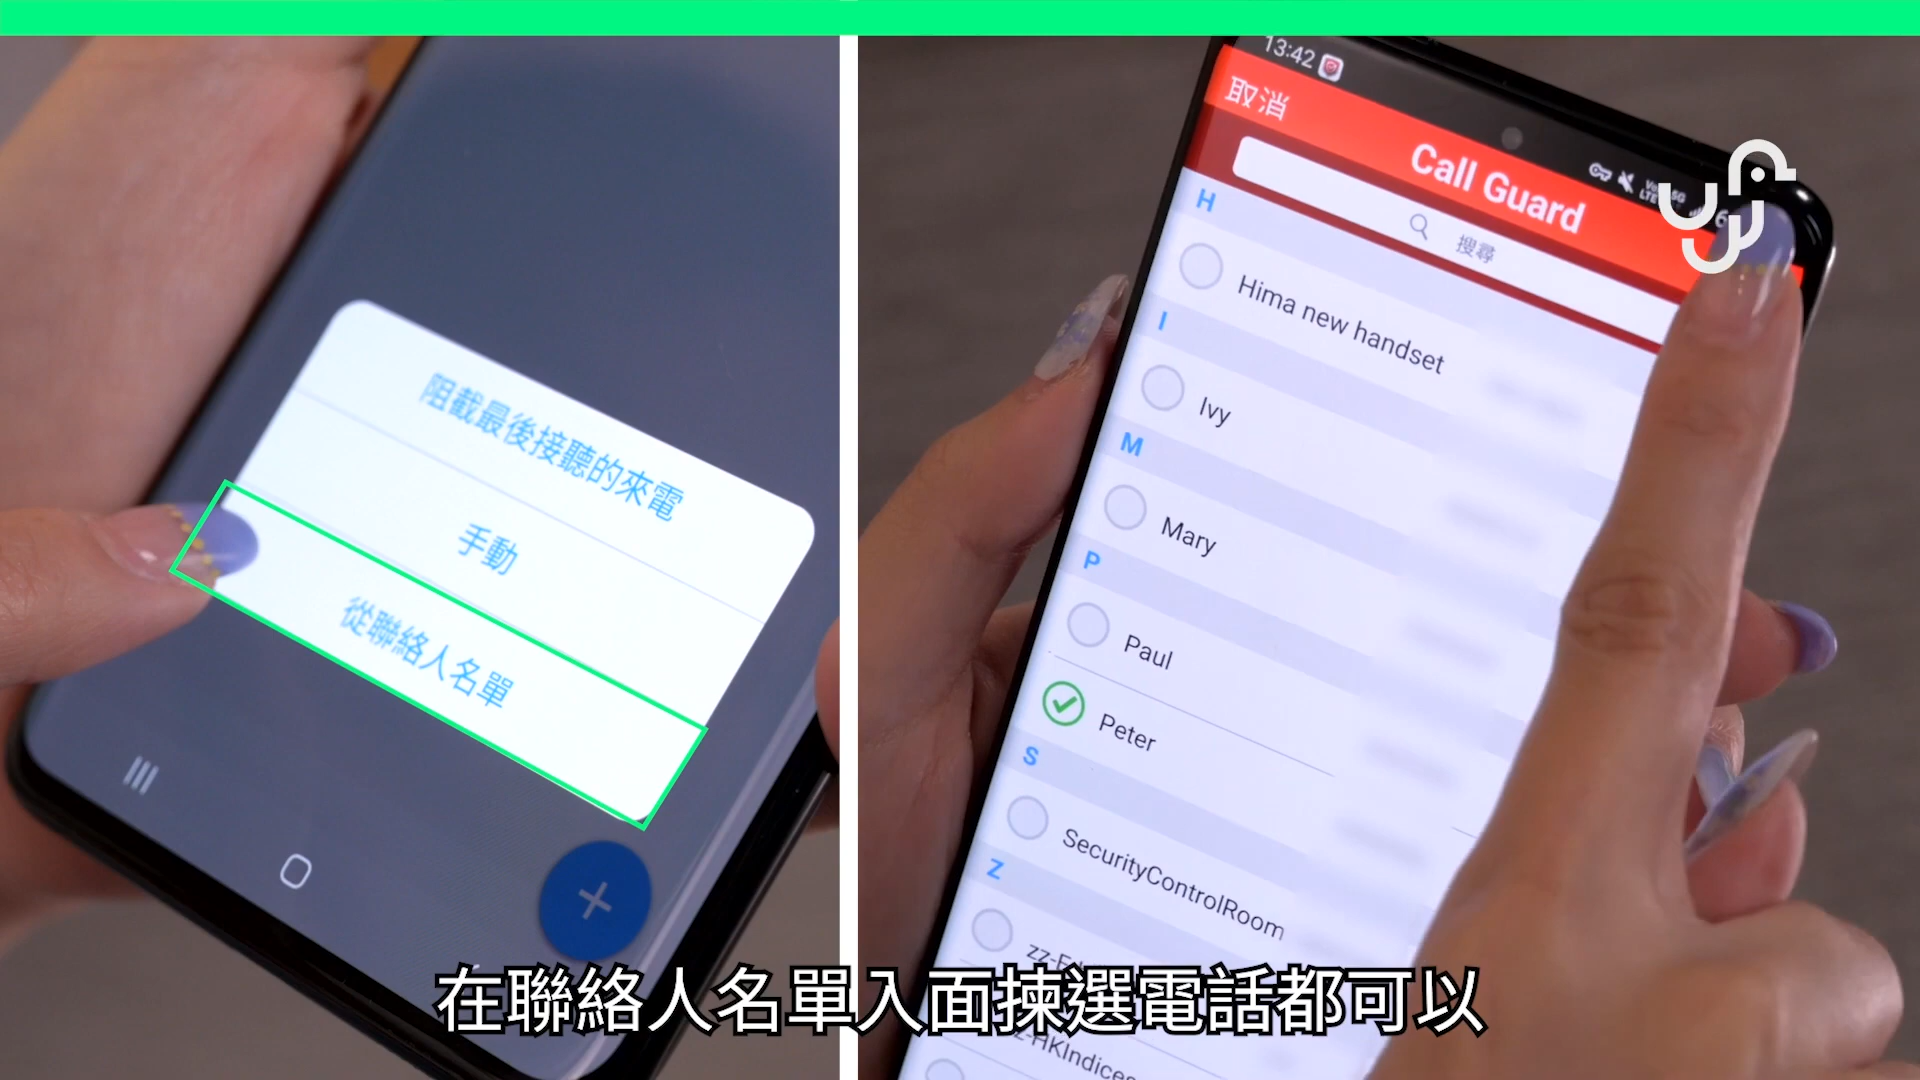 阻截最後接聽的來電
手動
從聯絡人名單
13:42
取消
Call Guard
搜尋
H
Hima new handset
I
Ivy
M
Mary
P
Paul
Peter
S
SecurityControlRoom
Z
在聯絡人名單入面揀選電話都可以